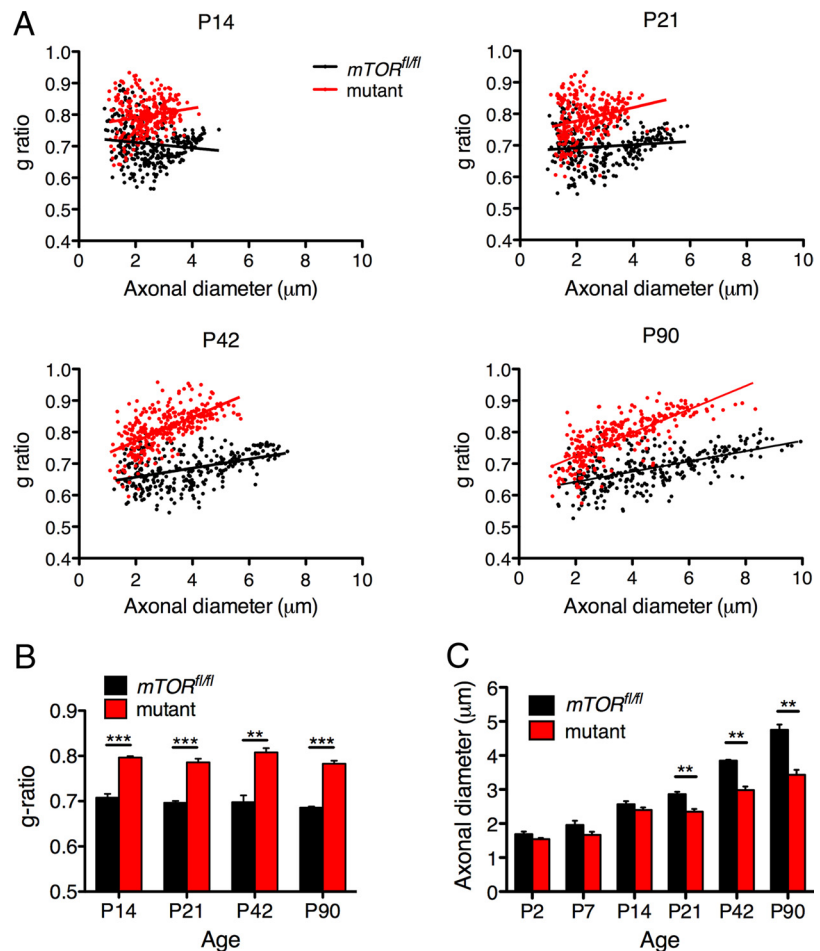 A
P14
P21
mTOR^fl/fl
mutant
g ratio
1.0
0.9
0.8
0.7
0.6
0.5
0.4
0 2 4 6 8 10
Axonal diameter (μm)
g ratio
1.0
0.9
0.8
0.7
0.6
0.5
0.4
0 2 4 6 8 10
Axonal diameter (μm)
P42
P90
g ratio
1.0
0.9
0.8
0.7
0.6
0.5
0.4
0 2 4 6 8 10
Axonal diameter (μm)
g ratio
1.0
0.9
0.8
0.7
0.6
0.5
0.4
0 2 4 6 8 10
Axonal diameter (μm)
B
mTOR^fl/fl
mutant
g-ratio
0.9
0.8
0.7
0.6
0.5
*** *** ** ***
P14 P21 P42 P90
Age
C
mTOR^fl/fl
mutant
Axonal diameter (μm)
6
5
4
3
2
1
0
** ** **
P2 P7 P14 P21 P42 P90
Age